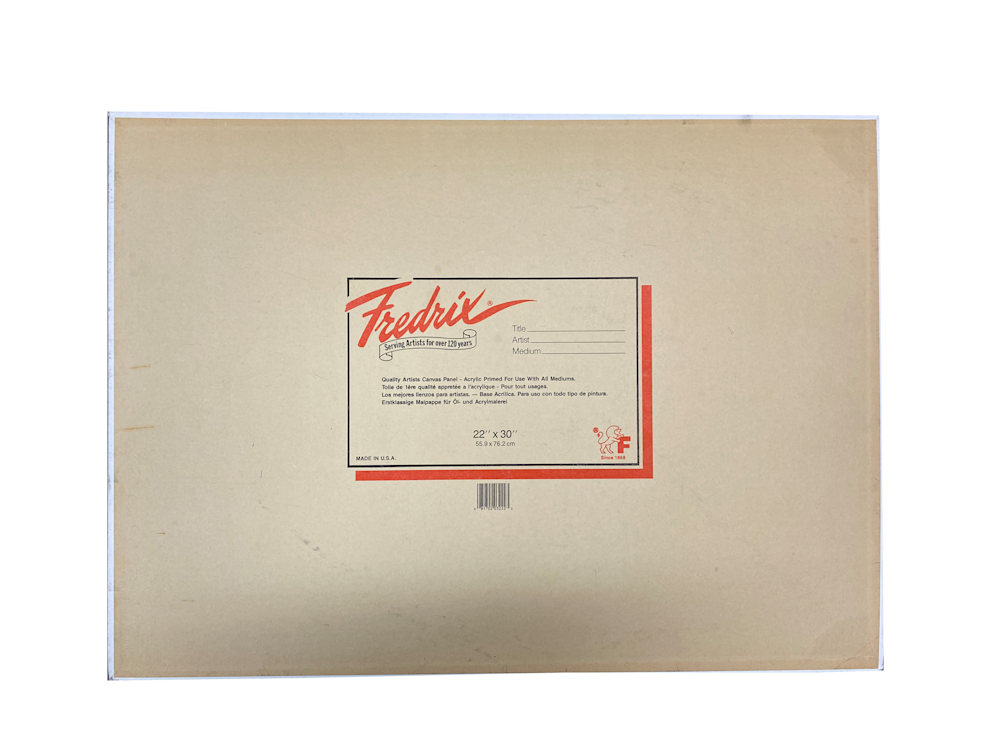 Fredrix®
Serving Artists for over 120 years
Title
Artist
Medium
Quality Artists Canvas Panel - Acrylic Primed For Use With All Mediums.
Toile de 1ère qualité appretée a l'acrylique - Pour tout usages.
Los mejores lienzos para artistas. — Base Acrilica. Para uso con todo tipo de pintura.
Erstklassige Malpappe für Öl- und Acrylmalerei
22" x 30"
55.9 x 76.2 cm
MADE IN U.S.A.
® F
Since 1868